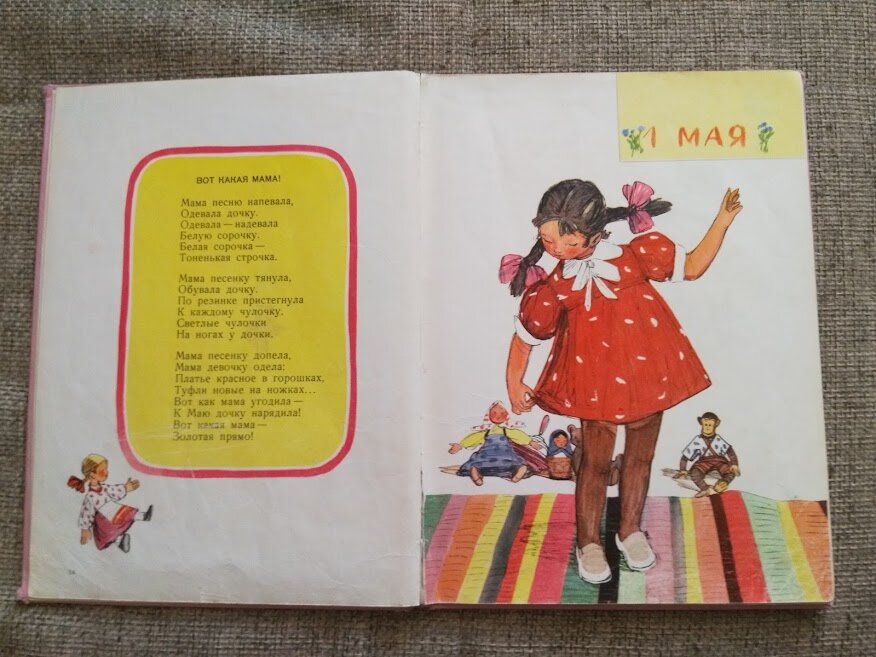 ВОТ КАКАЯ МАМА!
Мама песню напевала,
Одевала дочку.
Одевала — надевала
Белую сорочку.
Белая сорочка —
Тоненькая строчка.
Мама песенку тянула,
Обувала дочку.
По резинке пристегнула
К каждому чулочку.
Светлые чулочки
На ногах у дочки.
Мама песенку допела,
Мама девочку одела:
Платье красное в горошках,
Туфли новые на ножках...
Вот как мама угодила —
К Маю дочку нарядила!
Вот какая мама —
Золотая прямо!
1 МАЯ